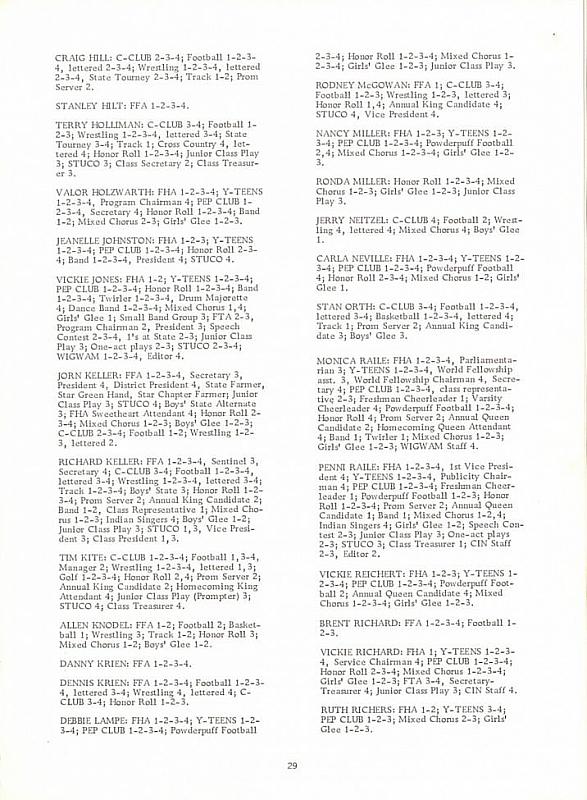 CRAIG HILL: C-CLUB 2-3-4; Football 1-2-3-
4, lettered 2-3-4; Wrestling 1-2-3-4, lettered
2-3-4, State Tourney 2-3-4; Track 1-2; Prom
Server 2.
STANLEY HILT: FFA 1-2-3-4.
TERRY HOLLIMAN: C-CLUB 3-4; Football 1-
2-3; Wrestling 1-2-3-4, lettered 3-4; State
Tourney 3-4; Track 1; Cross Country 4, let-
tered 4; Honor Roll 1-2-3-4; Junior Class Play
3; STUCO 3; Class Secretary 2; Class Treasur-
er 3.
VALOR HOLZWARTH: FHA 1-2-3-4; Y-TEENS
1-2-3-4, Program Chairman 4; PEP CLUB 1-
2-3-4, Secretary 4; Honor Roll 1-2-3-4; Band
1-2; Mixed Chorus 2-3; Girls' Glee 1-2-3.
JEANELLE JOHNSTON: FHA 1-2-3; Y-TEENS
1-2-3-4; PEP CLUB 1-2-3-4; Honor Roll 2-3-
4; Band 1-2-3-4, President 4; STUCO 4.
VICKIE JONES: FHA 1-2; Y-TEENS 1-2-3-4;
PEP CLUB 1-2-3-4; Honor Roll 1-2-3-4; Band
1-2-3-4; Twirler 1-2-3-4, Drum Majorette
4; Dance Band 1-2-3-4; Mixed Chorus 1,4;
Girls' Glee 1; Small Band Group 3; FTA 2-3,
Program Chairman 2, President 3; Speech
Contest 2-3-4, 1's at State 2-3; Junior Class
Play 3; One-act plays 2-3; STUCO 2-3-4;
WIGWAM 1-2-3-4, Editor 4.
JORN KELLER: FFA 1-2-3-4, Secretary 3,
President 4, District President 4, State Farmer,
Star Green Hand, Star Chapter Farmer; Junior
Class Play 3; STUCO 4; Boys' State Alternate
3; FHA Sweetheart Attendant 4; Honor Roll 2-
3-4; Mixed Chorus 1-2-3; Boys' Glee 1-2-3;
C-CLUB 2-3-4; Football 1-2; Wrestling 1-2-
3, lettered 2.
RICHARD KELLER: FFA 1-2-3-4, Sentinel 3,
Secretary 4; C-CLUB 3-4; Football 1-2-3-4,
lettered 3-4; Wrestling 1-2-3-4, lettered 3-4;
Track 1-2-3-4; Boys' State 3; Honor Roll 1-2-
3-4; Prom Server 2; Annual King Candidate 2;
Band 1-2, Class Representative 1; Mixed Cho-
rus 1-2-3; Indian Singers 4; Boys' Glee 1-2;
Junior Class Play 3; STUCO 1,3, Vice Presi-
dent 3; Class President 1,3.
TIM KITE: C-CLUB 1-2-3-4; Football 1,3-4,
Manager 2; Wrestling 1-2-3-4, lettered 1,3;
Golf 1-2-3-4; Honor Roll 2,4; Prom Server 2;
Annual King Candidate 2; Homecoming King
Attendant 4; Junior Class Play (Prompter) 3;
STUCO 4; Class Treasurer 4.
ALLEN KNODEL: FFA 1-2; Football 2; Basket-
ball 1; Wrestling 3; Track 1-2; Honor Roll 3;
Mixed Chorus 1-2; Boys' Glee 1-2.
DANNY KRIEN: FFA 1-2-3-4.
DENNIS KRIEN: FFA 1-2-3-4; Football 1-2-3-
4, lettered 3-4; Wrestling 4, lettered 4; C-
CLUB 3-4; Honor Roll 1-2-3.
DEBBIE LAMPE: FHA 1-2-3-4; Y-TEENS 1-2-
3-4; PEP CLUB 1-2-3-4; Powderpuff Football
2-3-4; Honor Roll 1-2-3-4; Mixed Chorus 1-
2-3-4; Girls' Glee 1-2-3; Junior Class Play 3.
RODNEY McGOWAN: FFA 1; C-CLUB 3-4;
Football 1-2-3; Wrestling 1-2-3, lettered 3;
Honor Roll 1,4; Annual King Candidate 4;
STUCO 4, Vice President 4.
NANCY MILLER: FHA 1-2-3; Y-TEENS 1-2-
3-4; PEP CLUB 1-2-3-4; Powderpuff Football
2,4; Mixed Chorus 1-2-3-4; Girls' Glee 1-2-
3.
RONDA MILLER: Honor Roll 1-2-3-4; Mixed
Chorus 1-2-3; Girls' Glee 1-2-3; Junior Class
Play 3.
JERRY NEITZEL: C-CLUB 4; Football 2; Wrest-
ling 4, lettered 4; Mixed Chorus 4; Boys' Glee
1.
CARLA NEVILLE: FHA 1-2-3-4; Y-TEENS 1-2-
3-4; PEP CLUB 1-2-3-4; Powderpuff Football
4; Honor Roll 2-3-4; Mixed Chorus 1-2; Girls'
Glee 1.
STAN ORTH: C-CLUB 3-4; Football 1-2-3-4,
lettered 3-4; Basketball 1-2-3-4, lettered 4;
Track 1; Prom Server 2; Annual King Candi-
date 3; Boys' Glee 3.
MONICA RAILE: FHA 1-2-3-4, Parliamenta-
rian 3; Y-TEENS 1-2-3-4, World Fellowship
asst. 3, World Fellowship Chairman 4, Secre-
tary 4; PEP CLUB 1-2-3-4, class representa-
tive 2-3; Freshman Cheerleader 1; Varsity
Cheerleader 4; Powderpuff Football 1-2-3-4;
Honor Roll 4; Prom Server 2; Annual Queen
Candidate 2; Homecoming Queen Attendant
4; Band 1; Twirler 1; Mixed Chorus 1-2-3;
Girls' Glee 1-2-3; WIGWAM Staff 4.
PENNI RAILE: FHA 1-2-3-4, 1st Vice Presi-
dent 4; Y-TEENS 1-2-3-4, Publicity Chair-
man 4; PEP CLUB 1-2-3-4; Freshman Cheer-
leader 1; Powderpuff Football 1-2-3; Honor
Roll 1-2-3-4; Prom Server 2; Annual Queen
Candidate 1; Band 1; Mixed Chorus 1-2,4;
Indian Singers 4; Girls' Glee 1-2; Speech Con-
test 2-3; Junior Class Play 3; One-act plays
2-3; STUCO 3; Class Treasurer 1; CIN Staff
2-3, Editor 2.
VICKIE REICHERT: FHA 1-2-3; Y-TEENS 1-
2-3-4; PEP CLUB 1-2-3-4; Powderpuff Foot-
ball 2; Annual Queen Candidate 4; Mixed
Chorus 1-2-3-4; Girls' Glee 1-2-3.
BRENT RICHARD: FFA 1-2-3-4; Football 1-
2-3.
VICKIE RICHARD: FHA 1; Y-TEENS 1-2-3-
4, Service Chairman 4; PEP CLUB 1-2-3-4;
Honor Roll 2-3-4; Mixed Chorus 1-2-3-4;
Girls' Glee 1-2-3; FTA 3-4, Secretary-
Treasurer 4; Junior Class Play 3; CIN Staff 4.
RUTH RICHERS: FHA 1-2; Y-TEENS 3-4;
PEP CLUB 1-2-3; Mixed Chorus 2-3; Girls'
Glee 1-2-3.
29